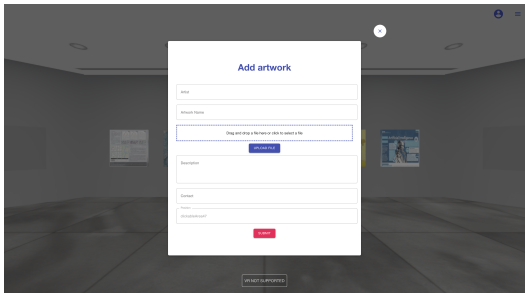 Add artwork
Artist
Artwork Name
Drag and drop a file here or click to select a file
UPLOAD FILE
Description
Contact
SUBMIT
VR NOT SUPPORTED